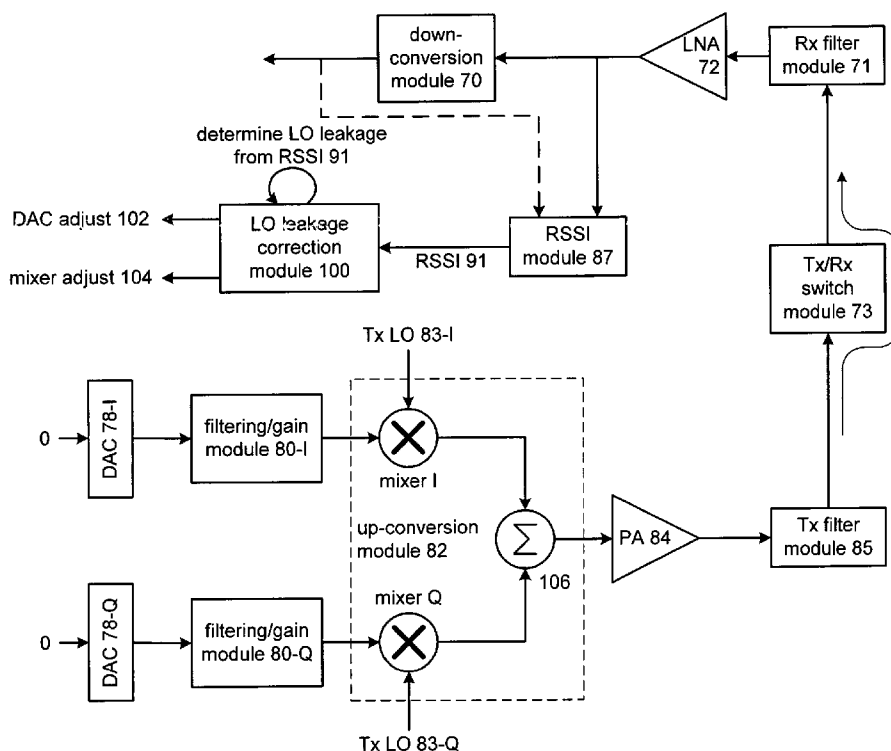 down-
conversion
module 70
LNA
72
Rx filter
module 71
determine LO leakage
from RSSI 91
DAC adjust 102
mixer adjust 104
LO leakage
correction
module 100
RSSI 91
RSSI
module 87
Tx/Rx
switch
module 73
Tx LO 83-I
0
DAC 78-I
filtering/gain
module 80-I
mixer I
up-conversion
module 82
Σ
106
PA 84
Tx filter
module 85
mixer Q
0
DAC 78-Q
filtering/gain
module 80-Q
Tx LO 83-Q